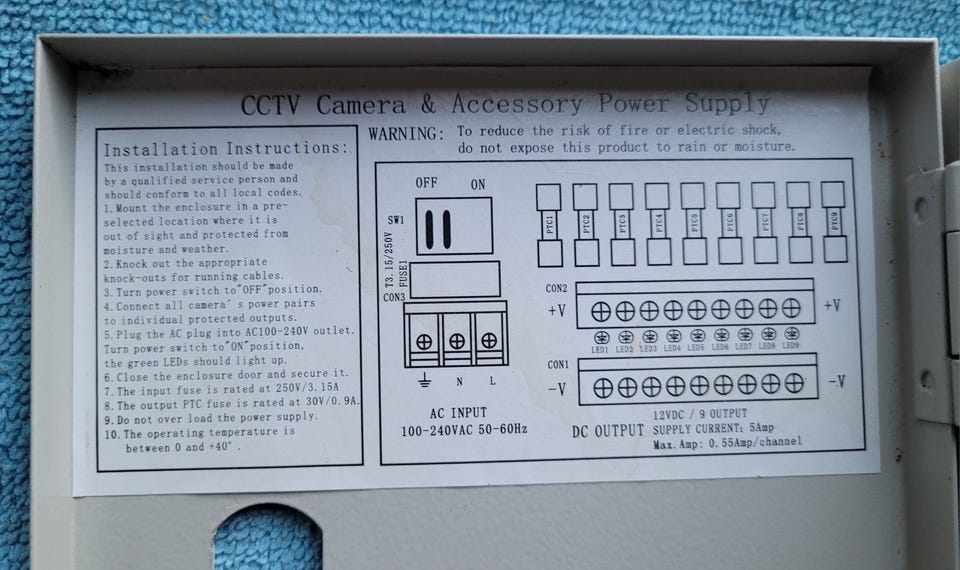 CCTV Camera & Accessory Power Supply
WARNING: To reduce the risk of fire or electric shock,
do not expose this product to rain or moisture.
Installation Instructions:
This installation should be made
by a qualified service person and
should conform to all local codes.
1. Mount the enclosure in a pre-
selected location where it is
out of sight and protected from
moisture and weather.
2. Knock out the appropriate
knock-outs for running cables.
3. Turn power switch to"OFF"position.
4. Connect all camera's power pairs
to individual protected outputs.
5. Plug the AC plug into AC100-240V outlet.
Turn power switch to"ON"position,
the green LEDs should light up.
6. Close the enclosure door and secure it.
7. The input fuse is rated at 250V/3.15A
8. The output PTC fuse is rated at 30V/0.9A.
9. Do not over load the power supply.
10. The operating temperature is
between 0 and +40°.
OFF ON
SW1
T3.15/250V
FUSE1
CON3
N L
AC INPUT
100-240VAC 50-60Hz
PTC1 PTC2 PTC3 PTC4 PTC5 PTC6 PTC7 PTC8 PTC9
CON2
+V +V
LED1 LED2 LED3 LED4 LED5 LED6 LED7 LED8 LED9
CON1
-V -V
12VDC / 9 OUTPUT
DC OUTPUT SUPPLY CURRENT: 5Amp
Max. Amp: 0.55Amp/channel